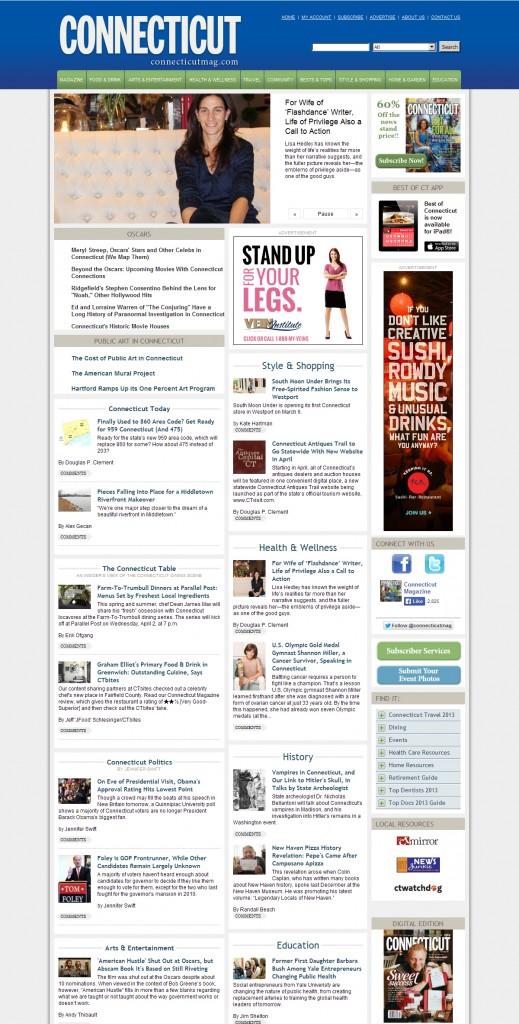 CONNECTICUT
connecticutmag.com
HOME | MY ACCOUNT | SUBSCRIBE | ADVERTISE | ABOUT US | CONTACT US
All
Search
MAGAZINE
FOOD & DRINK
ARTS & ENTERTAINMENT
HEALTH & WELLNESS
TRAVEL
COMMUNITY
BESTS & TOPS
STYLE & SHOPPING
HOME & GARDEN
EDUCATION
For Wife of
'Flashdance' Writer,
Life of Privilege Also a
Call to Action
Lisa Hedley has known the
weight of life's realities far more
than her narrative suggests, and
the fuller picture reveals her—the
emblems of privilege aside—as
one of the good guys.
« Pause »
60%
Off the
news
stand price!!
Subscribe Now!
CONNECTICUT
BEST OF CT APP
Best of
Connecticut
is now
available
for iPad®!
App Store
OSCARS
Meryl Streep, Oscars' Stars and Other Celebs in
Connecticut (We Map Them)
Beyond the Oscars: Upcoming Movies With Connecticut
Connections
Ridgefield's Stephen Consentino Behind the Lens for
"Noah," Other Hollywood Hits
Ed and Lorraine Warren of "The Conjuring" Have a
Long History of Paranormal Investigation in Connecticut
Connecticut's Historic Movie Houses
PUBLIC ART IN CONNECTICUT
The Cost of Public Art in Connecticut
The American Mural Project
Hartford Ramps Up its One Percent Art Program
Connecticut Today
Finally Used to 860 Area Code? Get Ready
for 959 Connecticut (And 475)
Ready for the state's new 959 area code, which will
replace 860 for some? How about 475 instead of
203?
By Douglas P. Clement
COMMENTS
Pieces Falling Into Place for a Middletown
Riverfront Makeover
"We're one major step closer to the dream of a
beautiful riverfront in Middletown."
By Alex Gecan
COMMENTS
The Connecticut Table
AN INSIDER'S VIEW OF THE CONNECTICUT DINING SCENE
Farm-To-Trumbull Dinners at Parallel Post:
Menus Set by Freshest Local Ingredients
This spring and summer, chef Dean James Max will
share his "fresh" obsession with Connecticut
locavores at the Farm-To-Trumbull dining series. The series will kick
off at Parallel Post on Wednesday, April 2, at 7 p.m.
By Erik Ofgang
COMMENTS
Graham Elliot's Primary Food & Drink in
Greenwich: Outstanding Cuisine, Says
CTbites
Our content sharing partners at CTbites checked out a celebrity
chef's new place in Fairfield County. Read our Connecticut Magazine
review, which gives the restaurant a rating of ★★½ [Very Good-
Superior] and then check out the CTbites' take.
By Jeff 'JFood' Schlesinger/CTbites
COMMENTS
Connecticut Politics
BY JENNIFER SWIFT
On Eve of Presidential Visit, Obama's
Approval Rating Hits Lowest Point
Though a crowd may fill the seats at his speech in
New Britain tomorrow, a Quinnipiac University poll
shows a majority of Connecticut voters are no longer President
Barack Obama's biggest fan.
by Jennifer Swift
COMMENTS
Foley is GOP Frontrunner, While Other
Candidates Remain Largely Unknown
A majority of voters haven't heard enough about
candidates for governor to decide if they like them
enough to vote for them, except for the two who last
fought for the governor's mansion in 2010.
TOM
FOLEY
by Jennifer Swift
COMMENTS
Arts & Entertainment
'American Hustle' Shut Out at Oscars, but
Abscam Book It's Based on Still Riveting
The film was shut out at the Oscars despite about
10 nominations. When viewed in the context of Bob Greene's book,
however, "American Hustle" fills in more than a few blanks regarding
what we are taught or not taught about the way government works or
doesn't work.
By Andy Thibault
COMMENTS
ADVERTISEMENT
STAND UP
FOR YOUR
LEGS.
VEIN Institute
CLICK OR CALL 1-888-MY-VEINS
Style & Shopping
South Moon Under Brings Its
Free-Spirited Fashion Sense to
Westport
South Moon Under is opening its first Connecticut
store in Westport on March 6.
by Kate Hartman
COMMENTS
Connecticut Antiques Trail to
Go Statewide With New Website
in April
Starting in April, all of Connecticut's
antiques dealers and auction houses
will be featured in one convenient digital place, a new
statewide Connecticut Antiques Trail website being
launched as part of the state's official tourism website,
www.CTvisit.com.
By Douglas P. Clement
COMMENTS
Health & Wellness
For Wife of 'Flashdance' Writer,
Life of Privilege Also a Call to
Action
Lisa Hedley has known the weight of
life's realities far more than her
narrative suggests, and the fuller
picture reveals her—the emblems of privilege aside—as
one of the good guys.
By Douglas P. Clement
COMMENTS
U.S. Olympic Gold Medal
Gymnast Shannon Miller, a
Cancer Survivor, Speaking in
Connecticut
Battling cancer requires a person to
fight like a champion. That's a lesson
U.S. Olympic gymnast Shannon Miller
learned firsthand after she was diagnosed with a rare
form of ovarian cancer at just 33 years old. By the time
this happened, she had already won seven Olympic
medals (at the...
COMMENTS
History
Vampires in Connecticut, and
Our Link to Hitler's Skull, in
Talks by State Archeologist
State archeologist Dr. Nicholas
Bellantoni will talk about Connecticut's
vampires in Madison, and his
investigation into Hitler's remains in a
Washington event.
COMMENTS
New Haven Pizza History
Revelation: Pepe's Came After
Camposano Apizza
This revelation arose when Colin
Caplan, who has written many books
about New Haven history, spoke last December at the
New Haven Museum. He was promoting his latest
volume: "Legendary Locals of New Haven."
By Randall Beach
COMMENTS
Education
Former First Daughter Barbara
Bush Among Yale Entrepreneurs
Changing Public Health
Social entrepreneurs from Yale University are
changing the nature of public health, from creating
replacement arteries to training the global health
leaders of tomorrow.
By Jim Shelton
COMMENTS
ADVERTISEMENT
IF YOU
DON'T LIKE
CREATIVE
SUSHI,
ROWDY
MUSIC
& UNUSUAL
DRINKS,
WHAT FUN ARE
YOU ANYWAY?
KEEPING IT RA
RA
Sushi Bar Restaurant
JOIN US >
CONNECT WITH US
Connecticut
Magazine
Like
Follow @connecticutmag
Subscriber Services
Submit Your
Event Photos
FIND IT:
Connecticut Travel 2013
Dining
Events
Health Care Resources
Home Resources
Retirement Guide
Top Dentists 2013
Top Docs 2013 Guide
LOCAL RESOURCES
mirror
NEWS
JUNKIE
ctwatchdog
DIGITAL EDITION
CONNECTICUT
Sweet
success